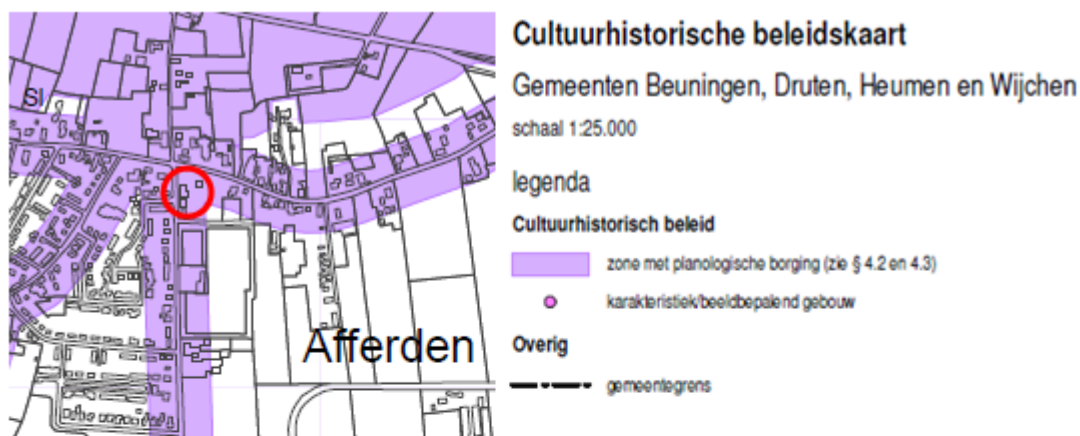 Sl
Afferden
Cultuurhistorische beleidskaart
Gemeenten Beuningen, Druten, Heumen en Wijchen
schaal 1:25.000
legenda
Cultuurhistorisch beleid
zone met planologische borging (zie § 4.2 en 4.3)
karakteristiek/beeldbepalend gebouw
Overig
gemeentegrens